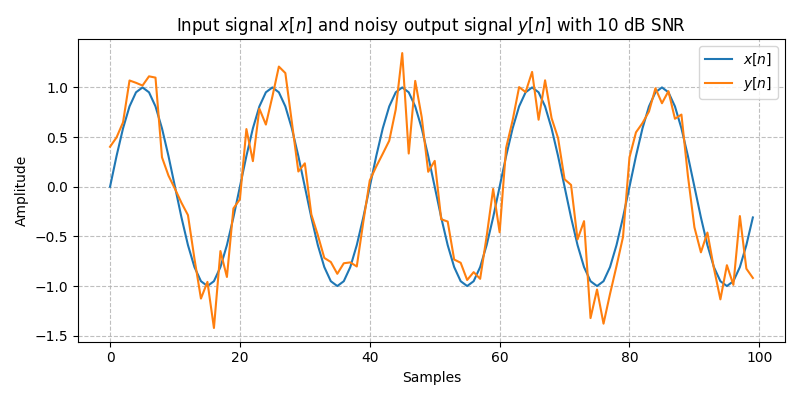 Input signal x[n] and noisy output signal y[n] with 10 dB SNR
x[n]
y[n]
Amplitude
1.0
0.5
0.0
−0.5
−1.0
−1.5
0 20 40 60 80 100
Samples